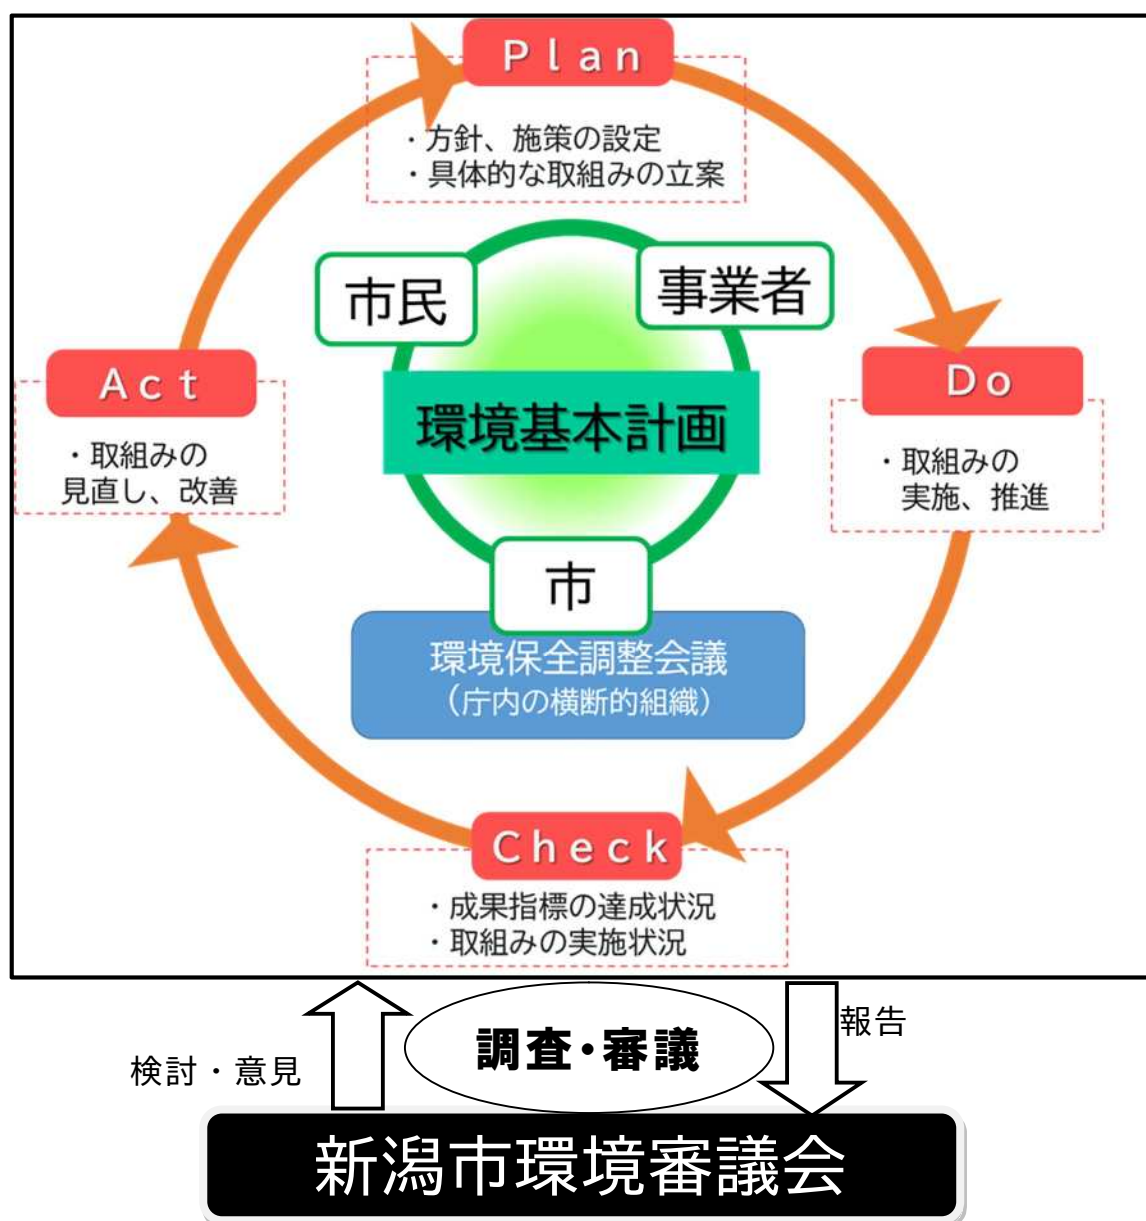 Plan
・方針、施策の設定
・具体的な取組みの立案
市民
事業者
Act
・取組みの
見直し、改善
環境基本計画
Do
・取組みの
実施、推進
市
環境保全調整会議
（庁内の横断的組織）
Check
・成果指標の達成状況
・取組みの実施状況
検討・意見
調査・審議
報告
新潟市環境審議会